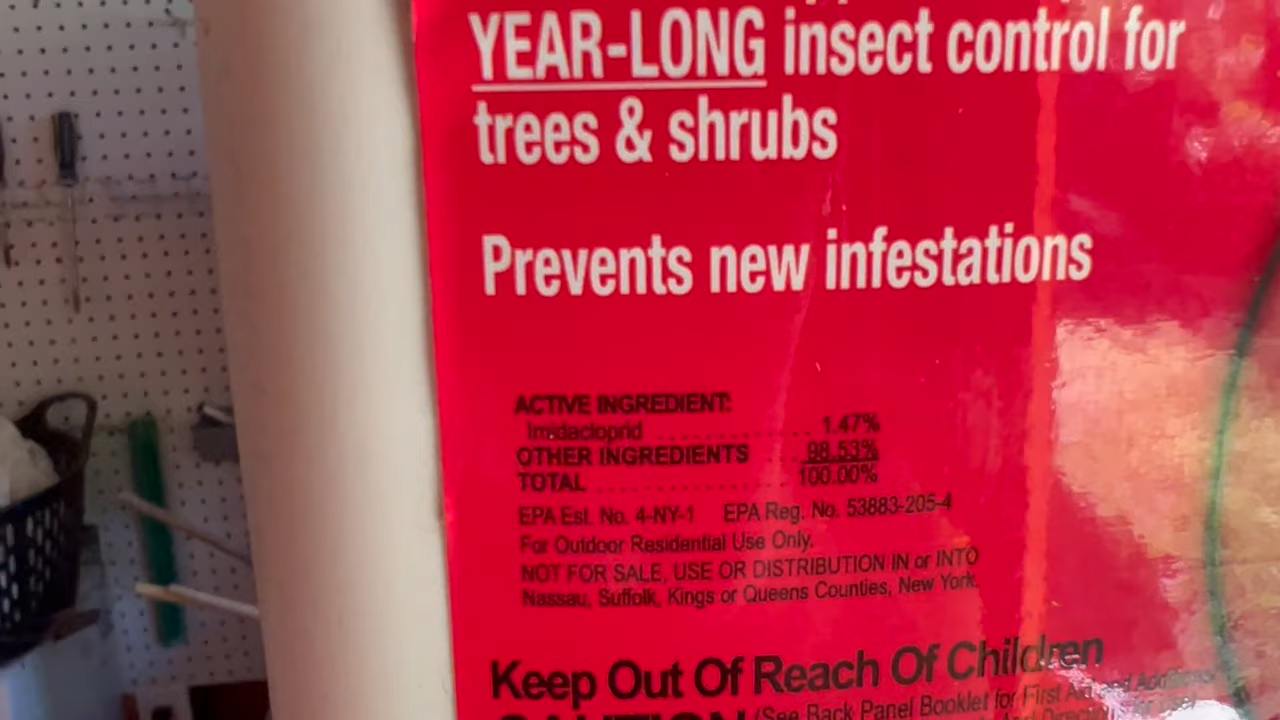 YEAR-LONG insect control for
trees & shrubs
Prevents new infestations
ACTIVE INGREDIENT:
Imidacloprid ........................ 1.47%
OTHER INGREDIENTS .... 98.53%
TOTAL .............................. 100.00%
EPA Est. No. 4-NY-1 EPA Reg. No. 53883-205-4
For Outdoor Residential Use Only.
NOT FOR SALE, USE OR DISTRIBUTION IN or INTO
Nassau, Suffolk, Kings or Queens Counties, New York.
Keep Out Of Reach Of Children
CAUTION (See Back Panel Booklet for First Aid and Additional